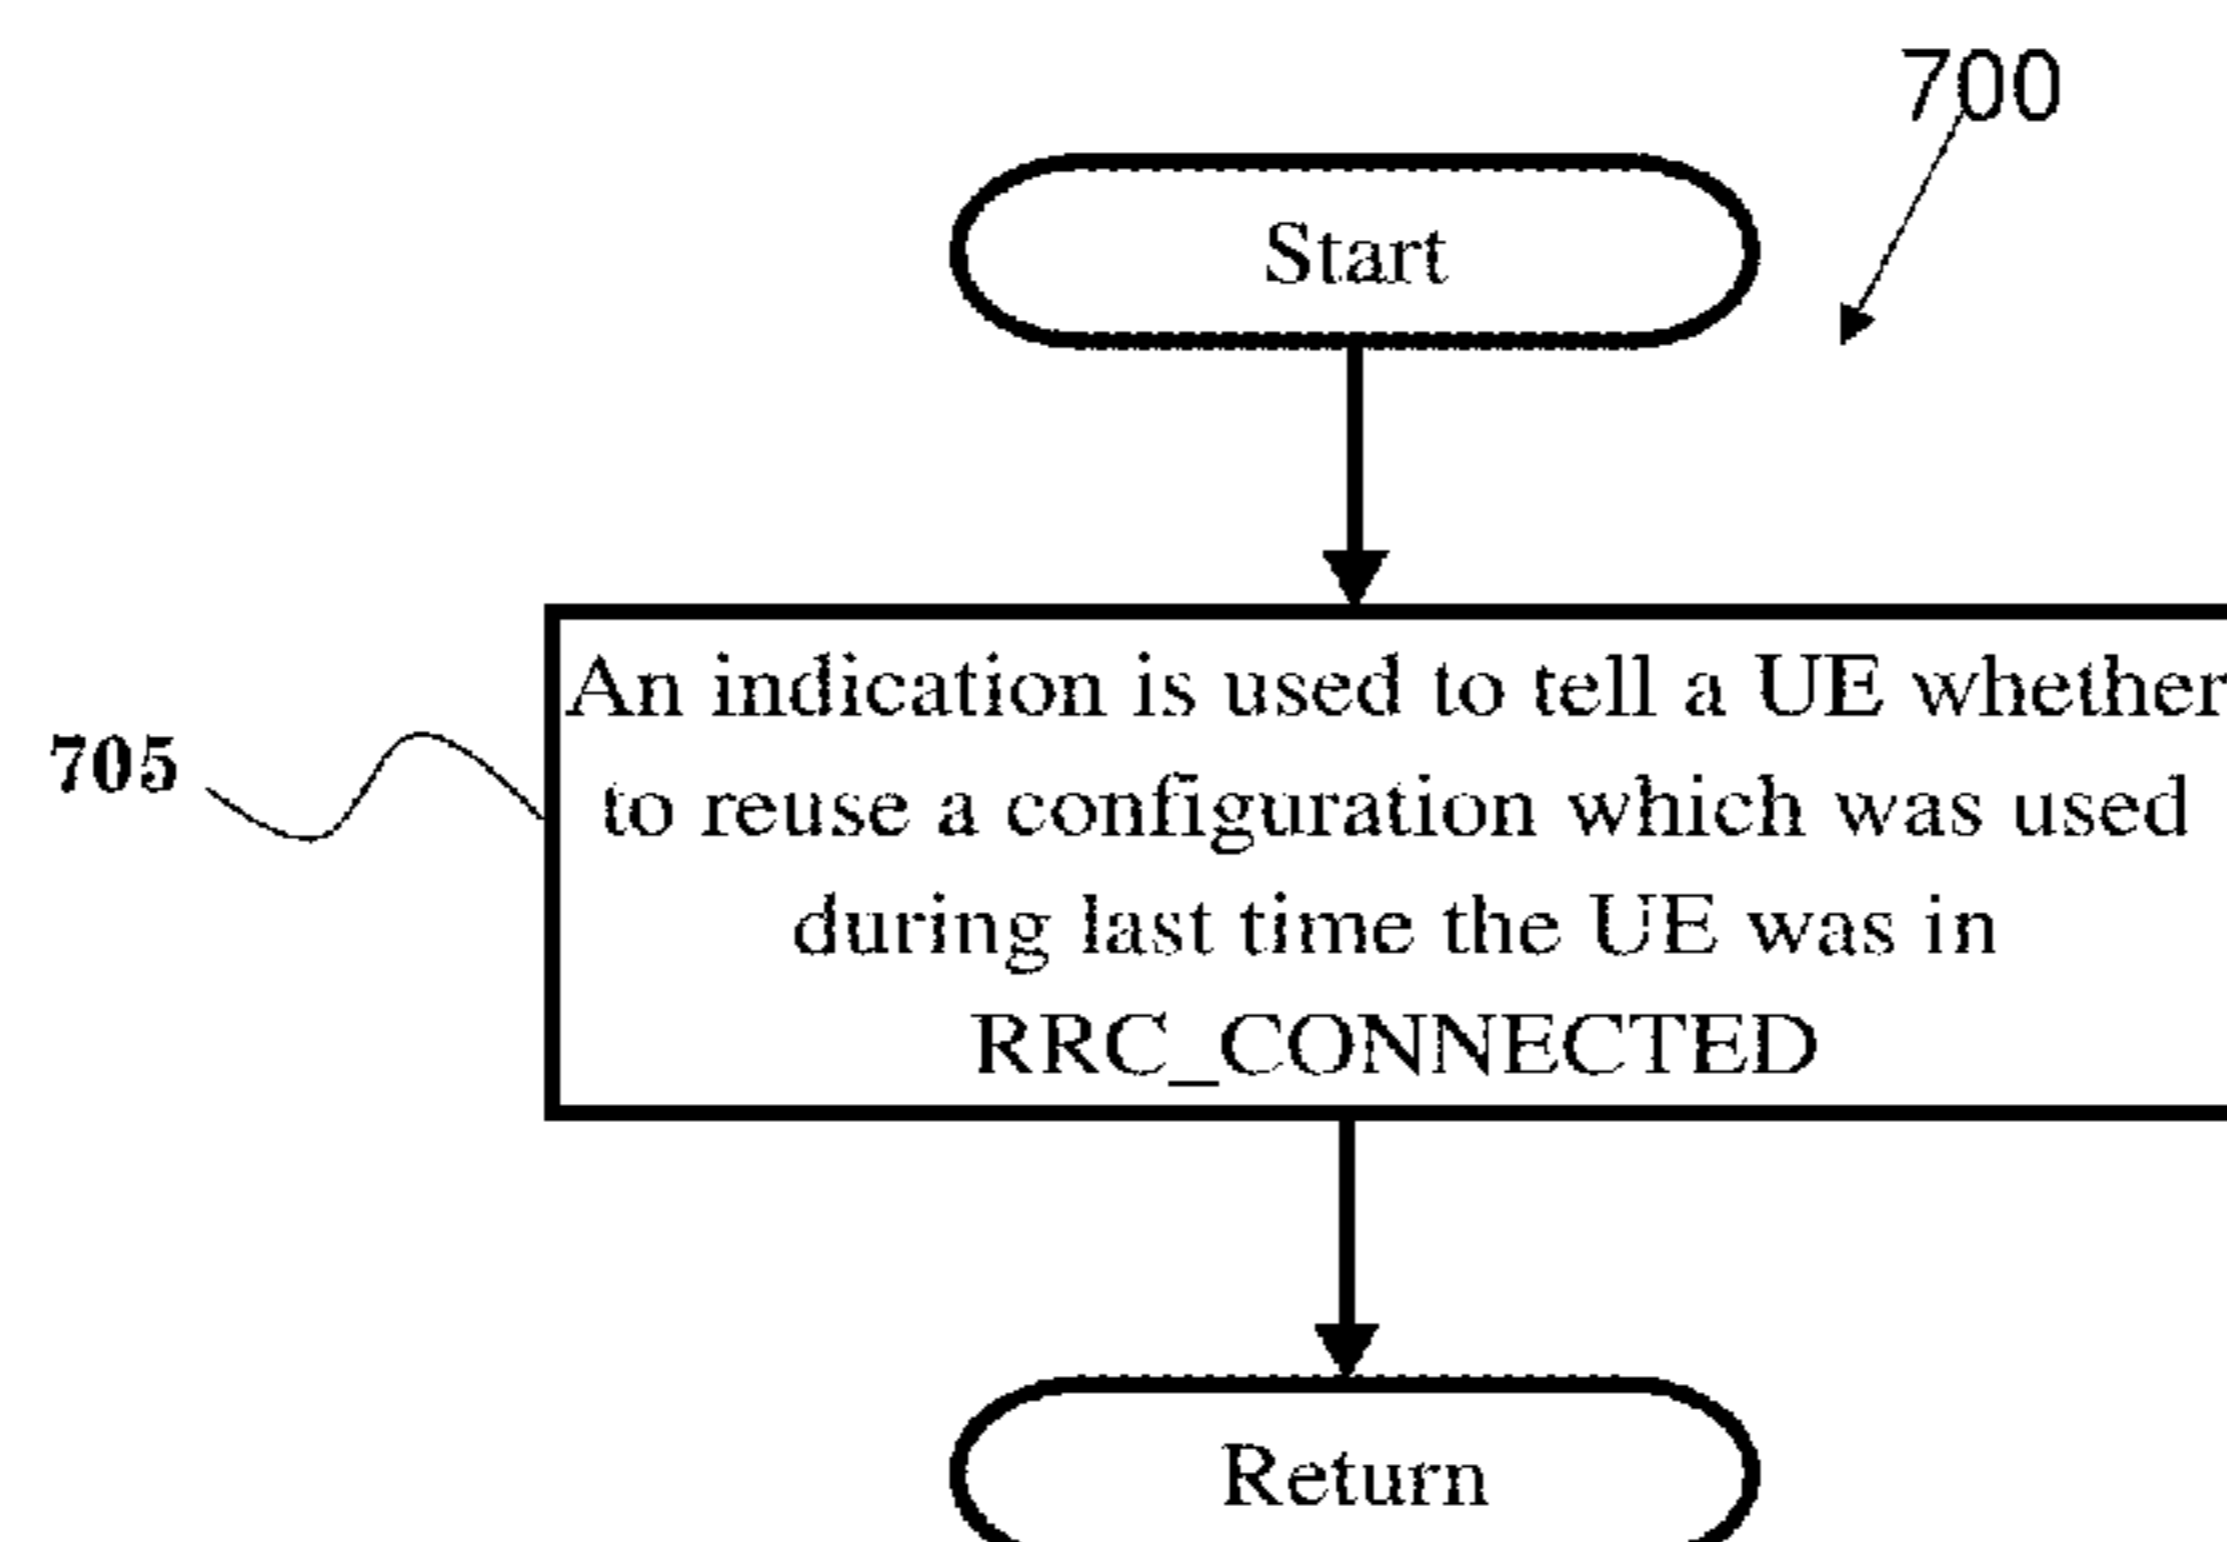 700
Start
An indication is used to tell a UE whether
705
to reuse a configuration which was used
during last time the UE was in
RRC_CONNECTED
Return